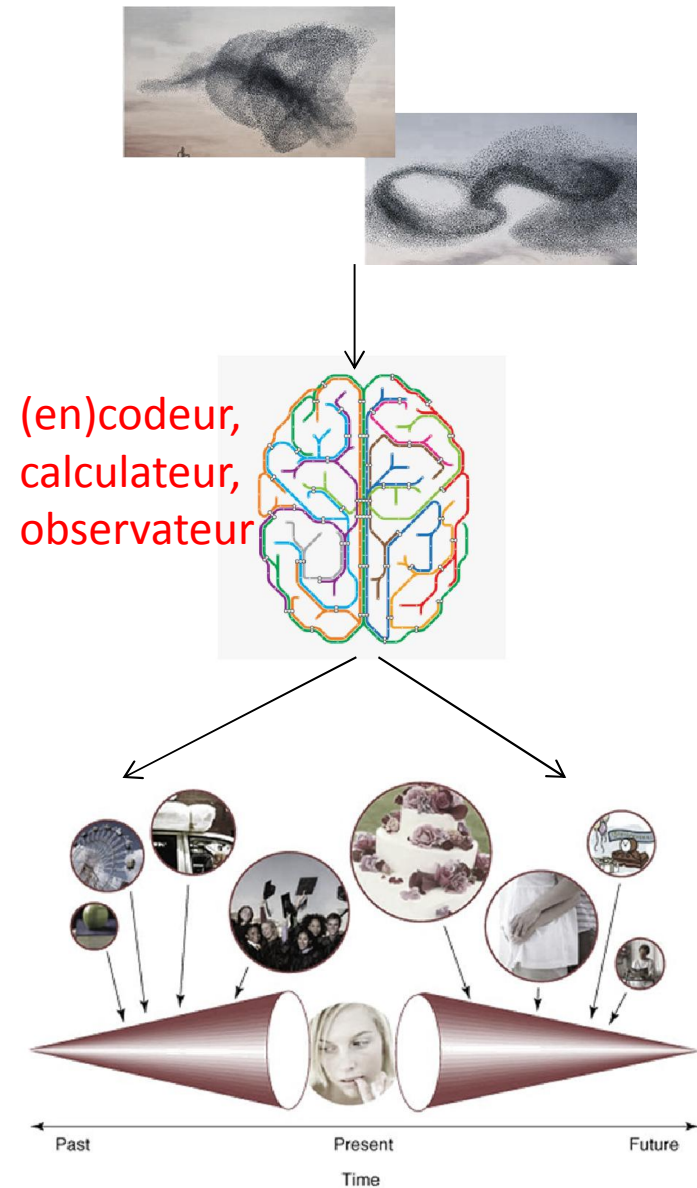 (en)codeur,
calculateur,
observateur
Past
Present
Future
Time